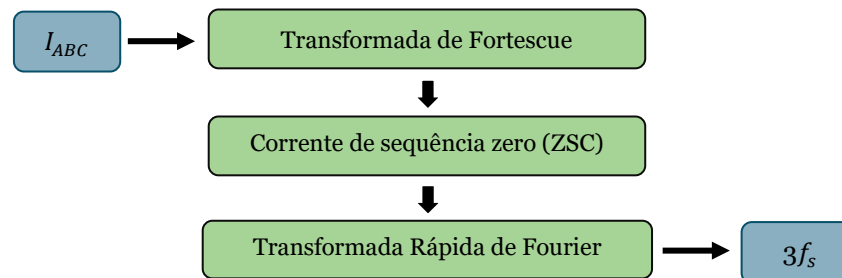 I_ABC
Transformada de Fortescue
Corrente de sequência zero (ZSC)
Transformada Rápida de Fourier
3f_s